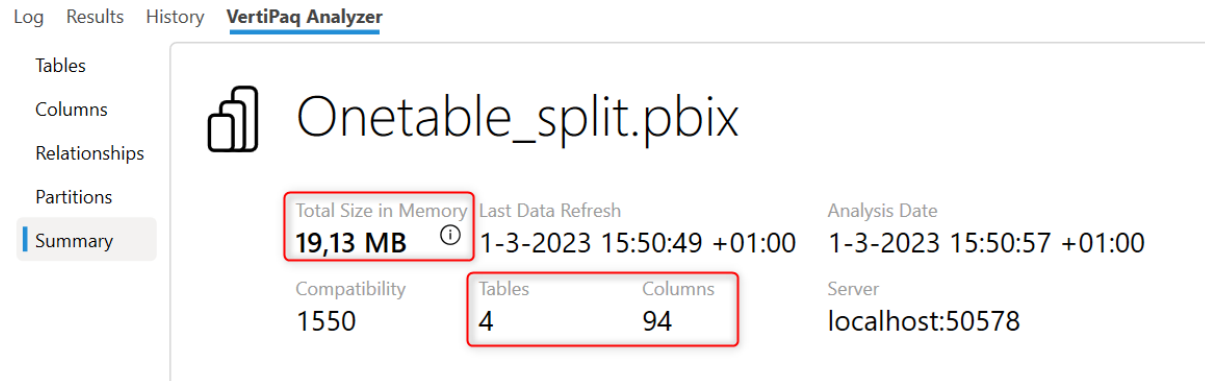 Log Results History VertiPaq Analyzer
Tables
Columns
Relationships
Partitions
Summary
Onetable_split.pbix
Total Size in Memory Last Data Refresh Analysis Date
19,13 MB 1-3-2023 15:50:49 +01:00 1-3-2023 15:50:57 +01:00
Compatibility Tables Columns Server
1550 4 94 localhost:50578